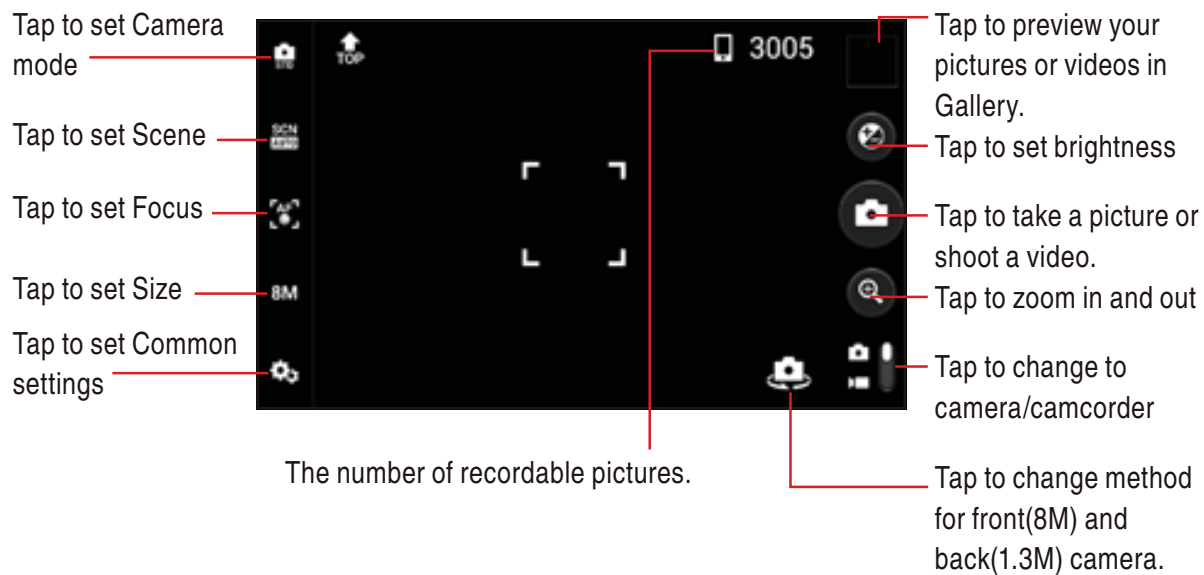 Tap to set Camera
mode
Tap to set Scene
Tap to set Focus
Tap to set Size
Tap to set Common
settings
TOP
3005
STD
SCN
AUTO
AF
8M
The number of recordable pictures.
Tap to preview your
pictures or videos in
Gallery.
Tap to set brightness
Tap to take a picture or
shoot a video.
Tap to zoom in and out
Tap to change to
camera/camcorder
Tap to change method
for front(8M) and
back(1.3M) camera.